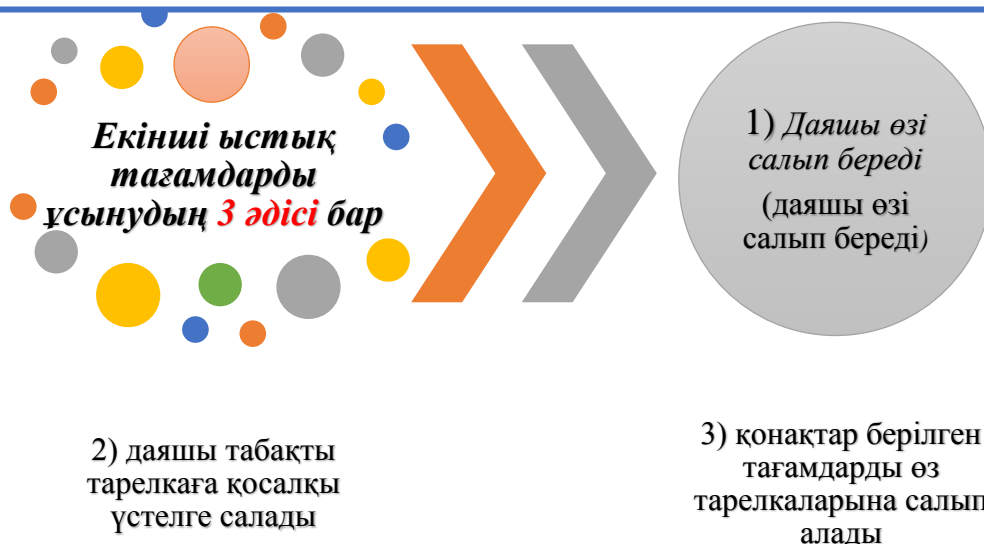 Екінші ыстық
тағамдарды
ұсынудың 3 әдісі бар
1) Даяшы өзі
салып береді
(даяшы өзі
салып береді)
2) даяшы табақты
тарелкаға қосалқы
үстелге салады
3) қонақтар берілген
тағамдарды өз
тарелкаларына салып
алады